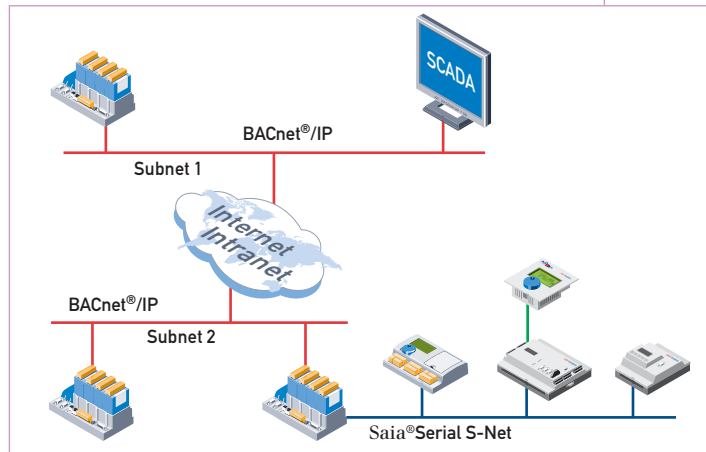 SCADA
BACnet®/IP
Subnet 1
Internet
Intranet
BACnet®/IP
Subnet 2
Saia®Serial S-Net